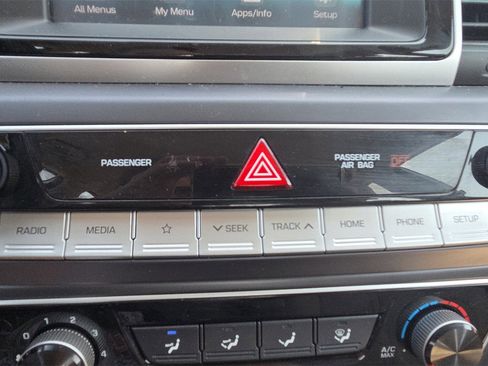 All Menus My Menu Apps/Info Setup
PASSENGER
PASSENGER
AIR BAG OFF
RADIO MEDIA SEEK TRACK HOME PHONE SETUP
0
A/C
MAX